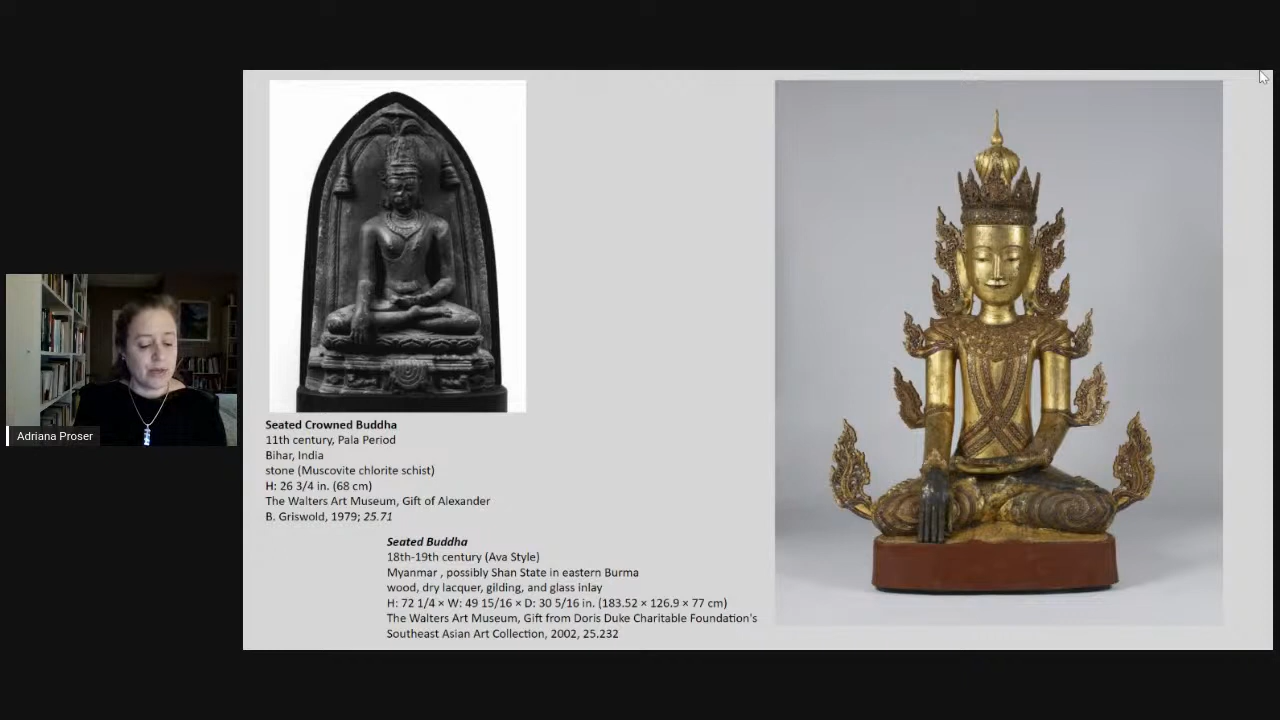 Adriana Proser
Seated Crowned Buddha
11th century, Pala Period
Bihar, India
stone (Muscovite chlorite schist)
H: 26 3/4 in. (68 cm)
The Walters Art Museum, Gift of Alexander
B. Griswold, 1979; 25.71
Seated Buddha
18th-19th century (Ava Style)
Myanmar , possibly Shan State in eastern Burma
wood, dry lacquer, gilding, and glass inlay
H: 72 1/4 × W: 49 15/16 × D: 30 5/16 in. (183.52 × 126.9 × 77 cm)
The Walters Art Museum, Gift from Doris Duke Charitable Foundation's
Southeast Asian Art Collection, 2002, 25.232